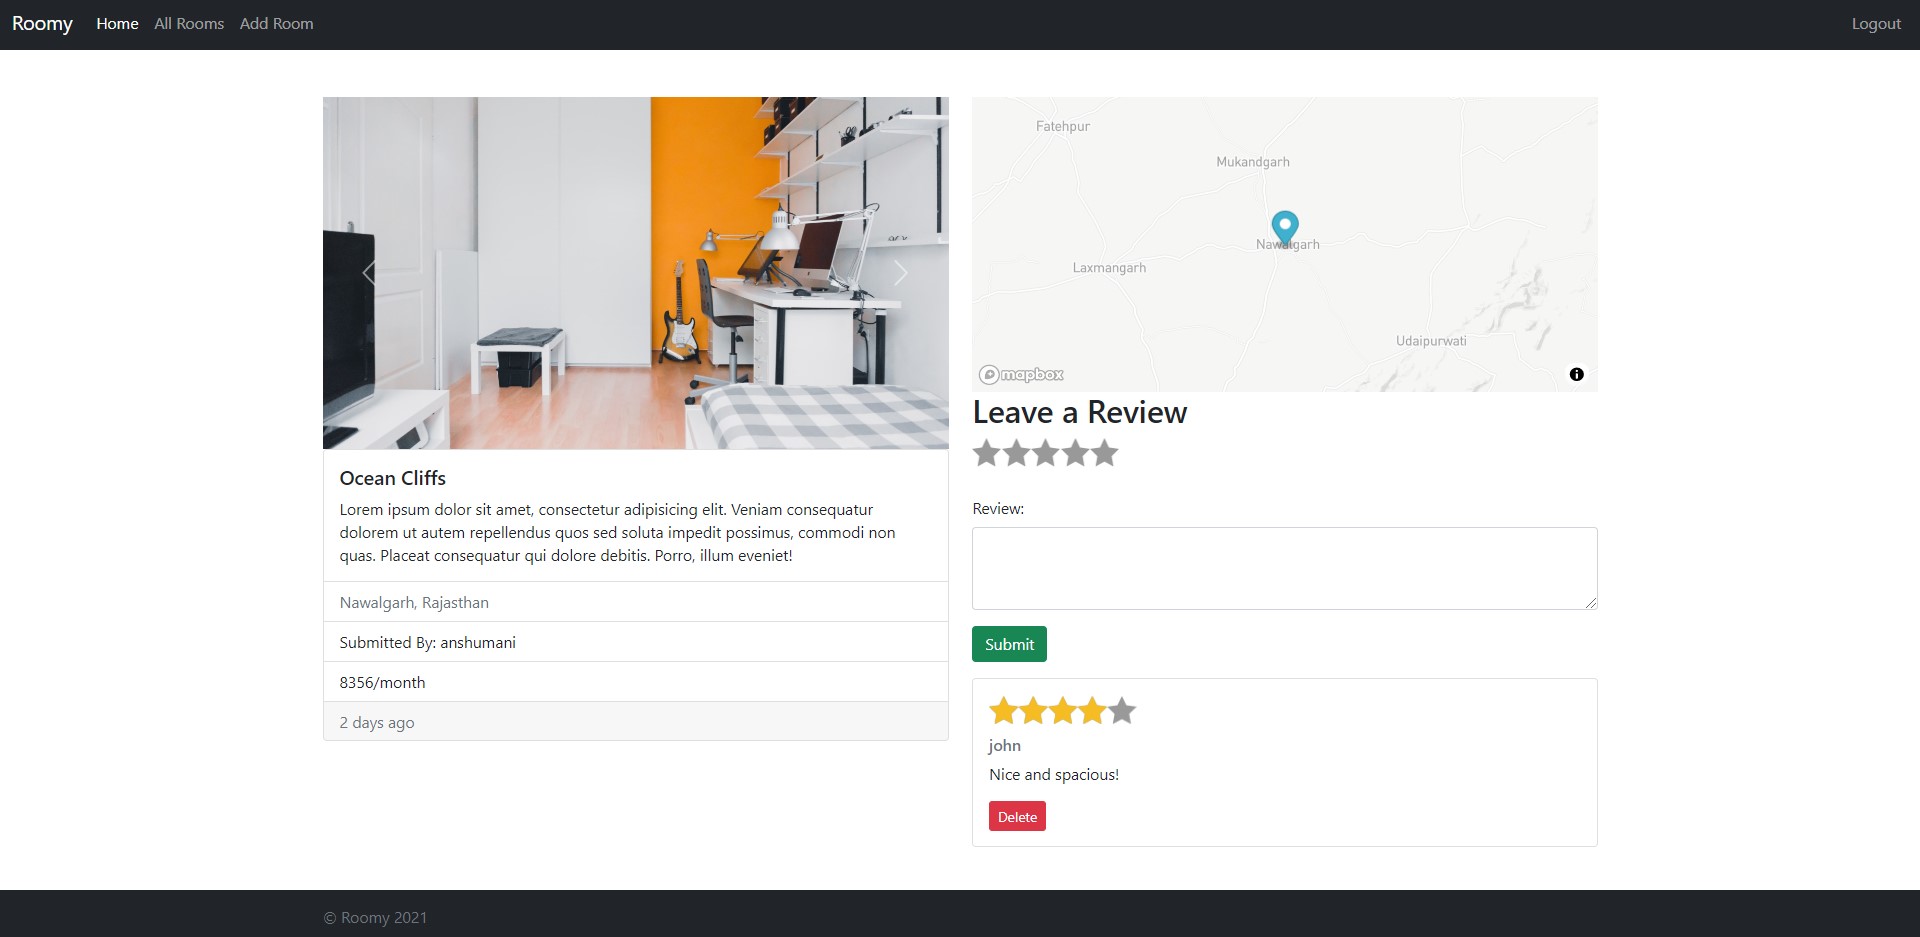 Roomy Home All Rooms Add Room Logout
Ocean Cliffs
Lorem ipsum dolor sit amet, consectetur adipisicing elit. Veniam consequatur
dolorem ut autem repellendus quos sed soluta impedit possimus, commodi non
quas. Placeat consequatur qui dolore debitis. Porro, illum eveniet!
Nawalgarh, Rajasthan
Submitted By: anshumani
8356/month
2 days ago
Fatehpur
Mukandgarh
Nawalgarh
Laxmangarh
Udaipurwati
mapbox
Leave a Review
Review:
Submit
john
Nice and spacious!
Delete
© Roomy 2021